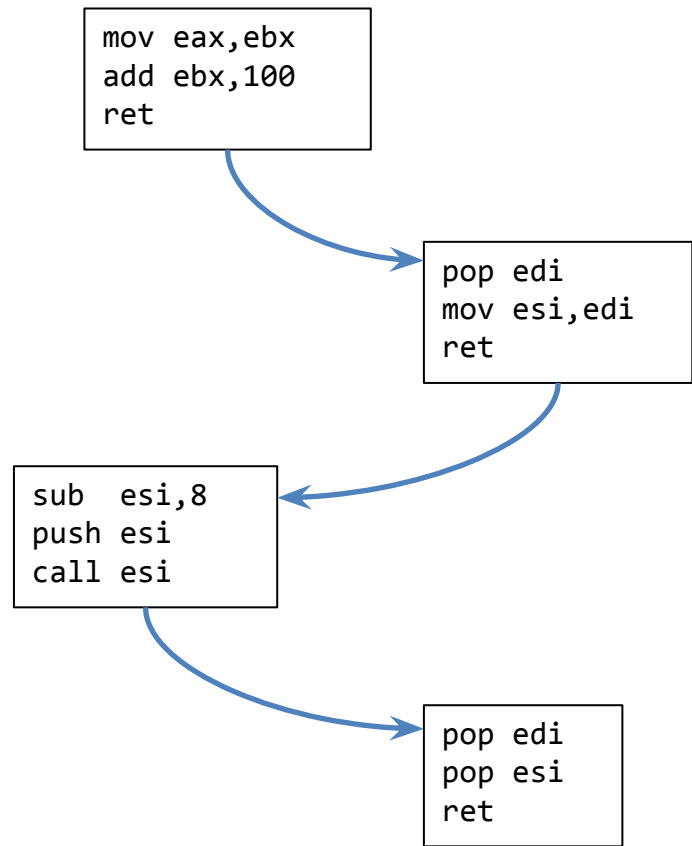 mov eax,ebx
add ebx,100
ret
pop edi
mov esi,edi
ret
sub  esi,8
push esi
call esi
pop edi
pop esi
ret